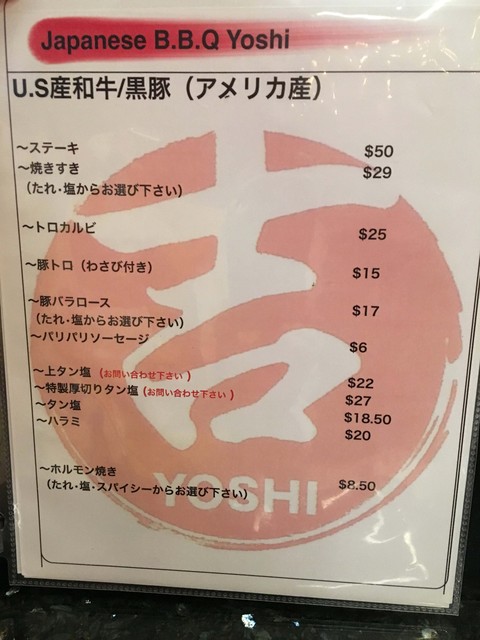 Japanese B.B.Q Yoshi
U.S産和牛/黒豚（アメリカ産）
〜ステーキ $50
〜焼きすき $29
（たれ・塩からお選び下さい）
〜トロカルビ $25
〜豚トロ（わさび付き） $15
〜豚バラロース $17
（たれ・塩からお選び下さい）
〜パリパリソーセージ $6
〜上タン塩（お問い合わせ下さい） $22
〜特製厚切りタン塩（お問い合わせ下さい） $27
〜タン塩 $18.50
〜ハラミ $20
〜ホルモン焼き $8.50
（たれ・塩・スパイシーからお選び下さい）
吉
YOSHI